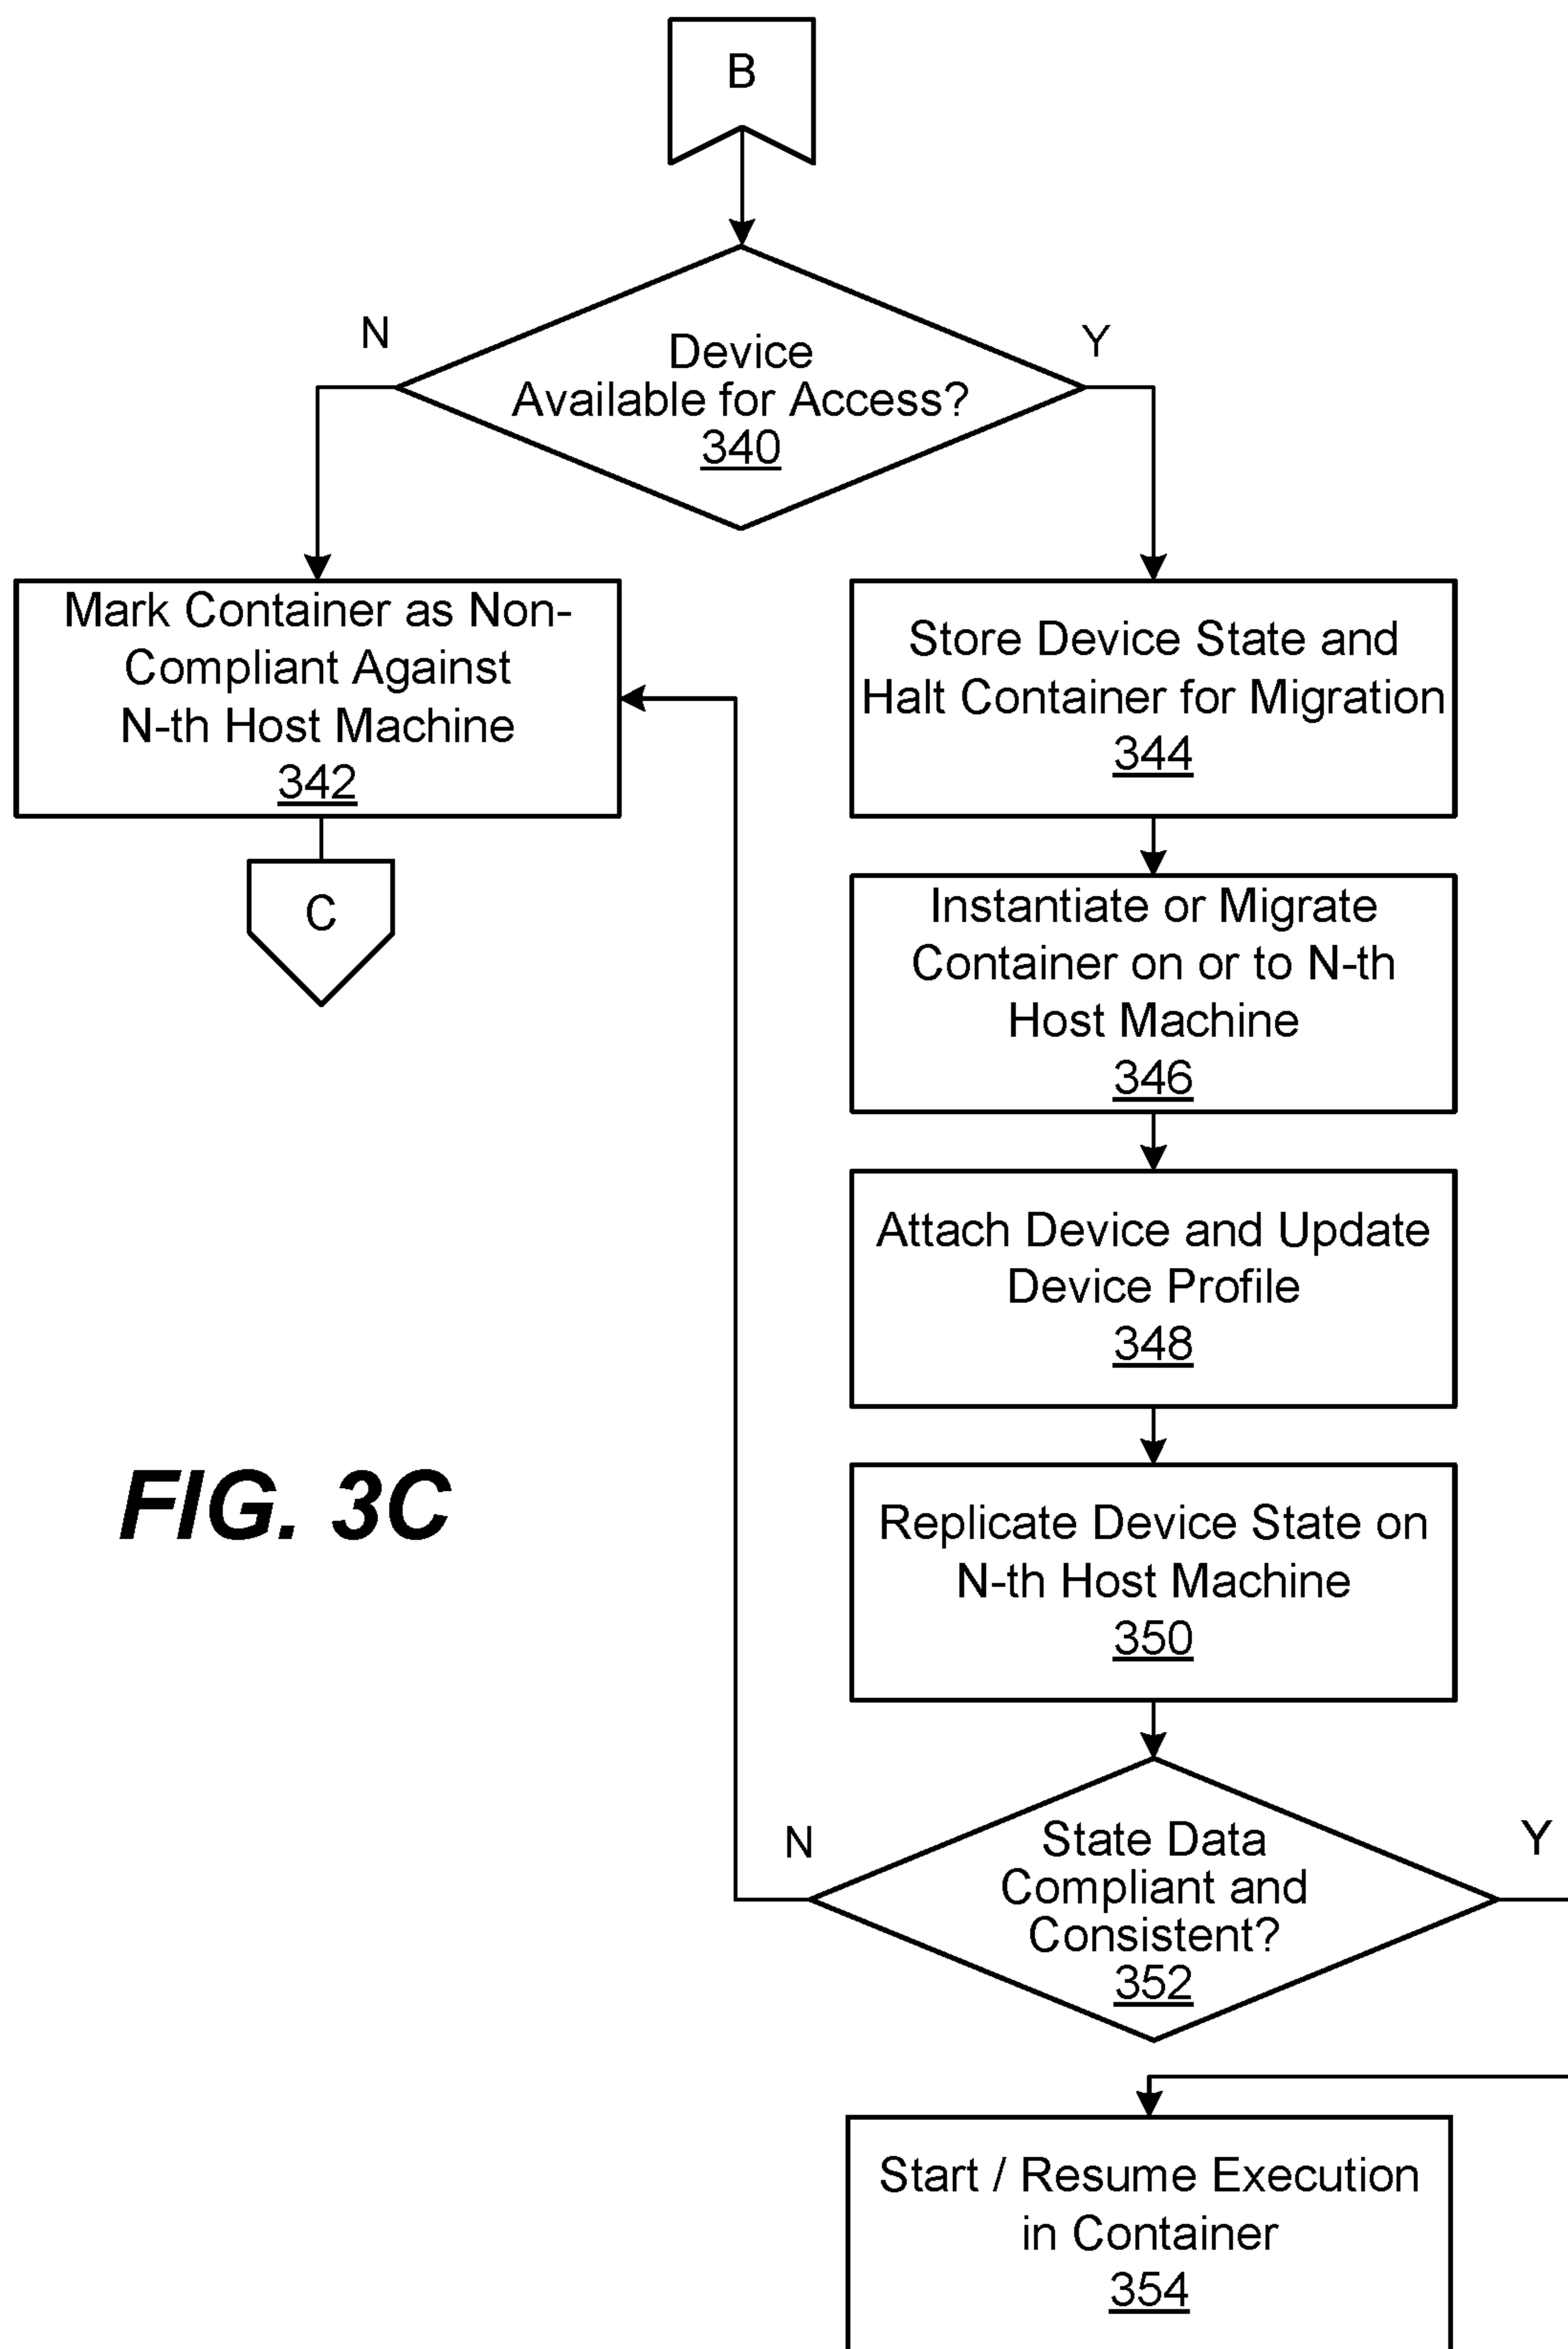 B
N
Y
Device
Available for Access?
340
Mark Container as Non-
Compliant Against
N-th Host Machine
342
C
Store Device State and
Halt Container for Migration
344
Instantiate or Migrate
Container on or to N-th
Host Machine
346
Attach Device and Update
Device Profile
348
Replicate Device State on
N-th Host Machine
350
FIG. 3C
N
Y
State Data
Compliant and
Consistent?
352
Start / Resume Execution
in Container
354